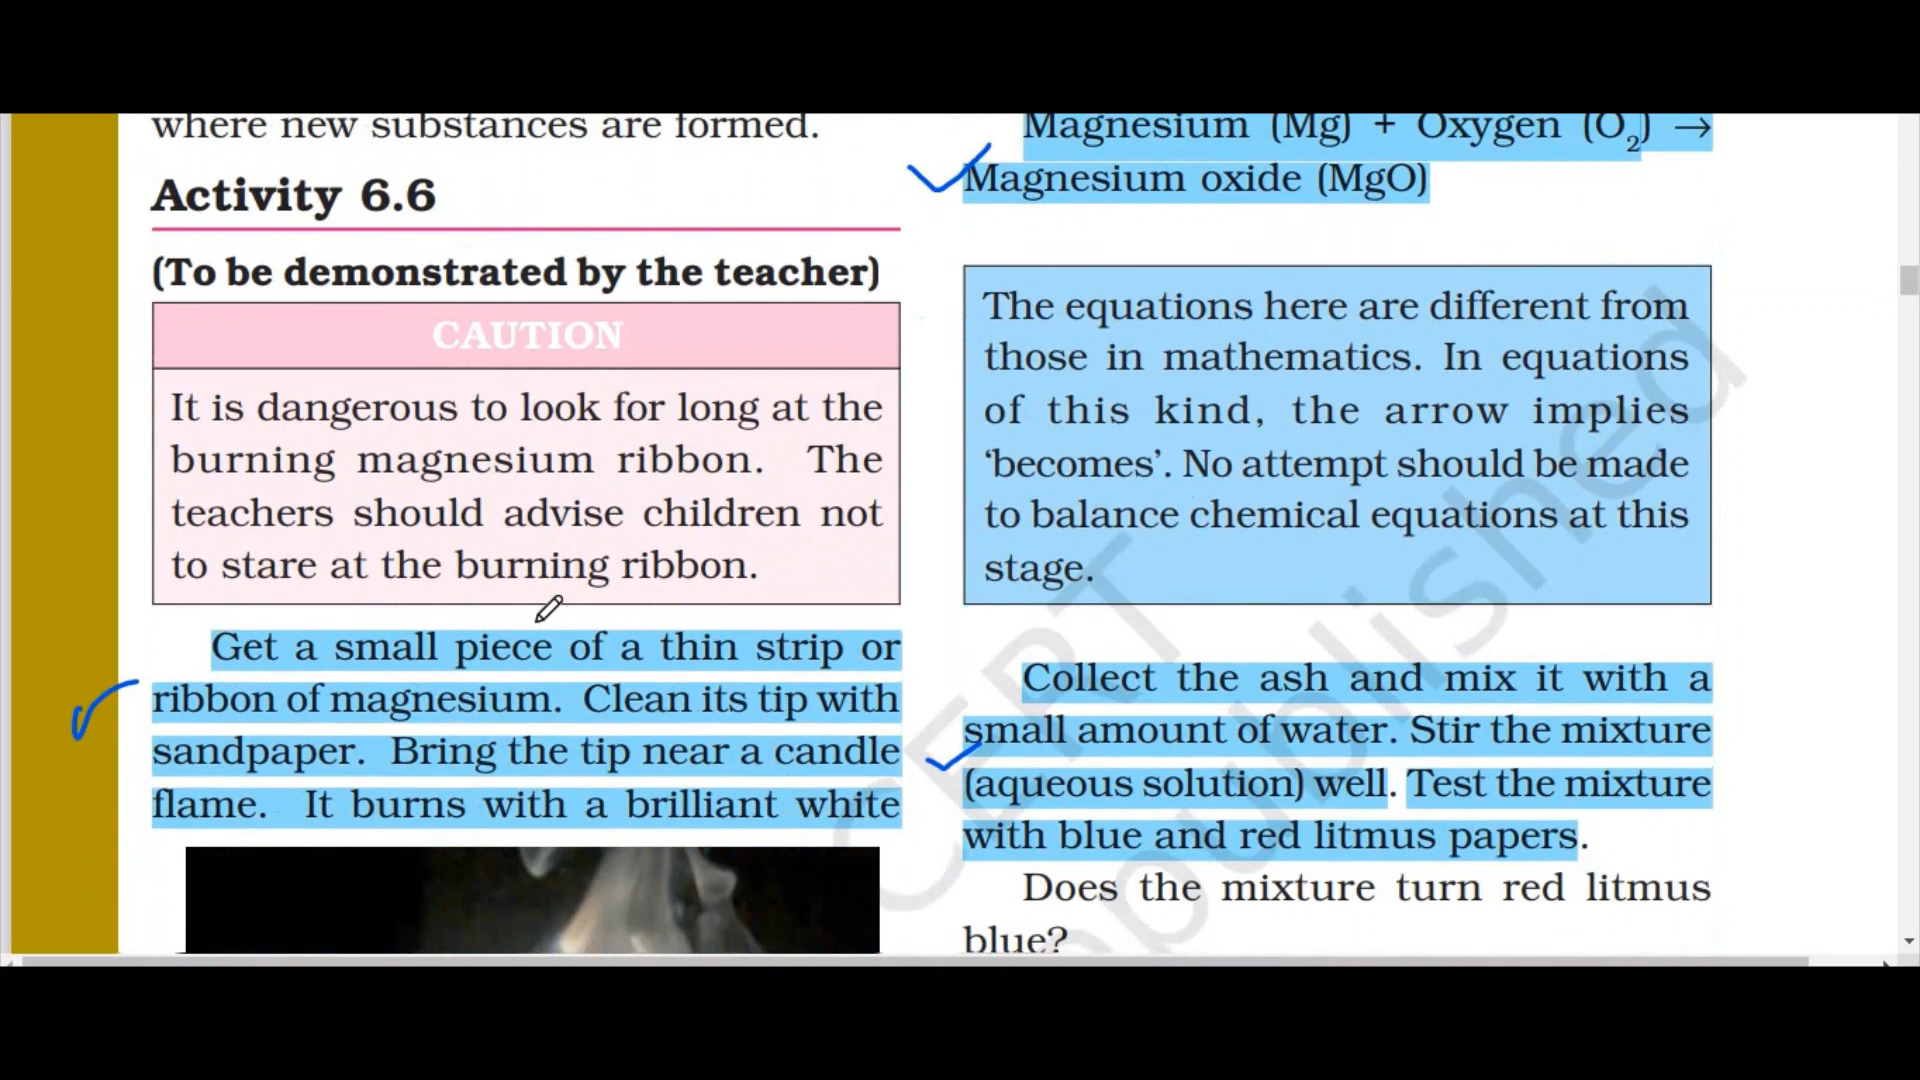 where new substances are formed.
Activity 6.6
(To be demonstrated by the teacher)
CAUTION
It is dangerous to look for long at the
burning magnesium ribbon. The
teachers should advise children not
to stare at the burning ribbon.
Get a small piece of a thin strip or
ribbon of magnesium. Clean its tip with
sandpaper. Bring the tip near a candle
flame. It burns with a brilliant white
Magnesium (Mg) + Oxygen (O₂) →
Magnesium oxide (MgO)
The equations here are different from
those in mathematics. In equations
of this kind, the arrow implies
‘becomes’. No attempt should be made
to balance chemical equations at this
stage.
Collect the ash and mix it with a
small amount of water. Stir the mixture
(aqueous solution) well. Test the mixture
with blue and red litmus papers.
Does the mixture turn red litmus
blue?